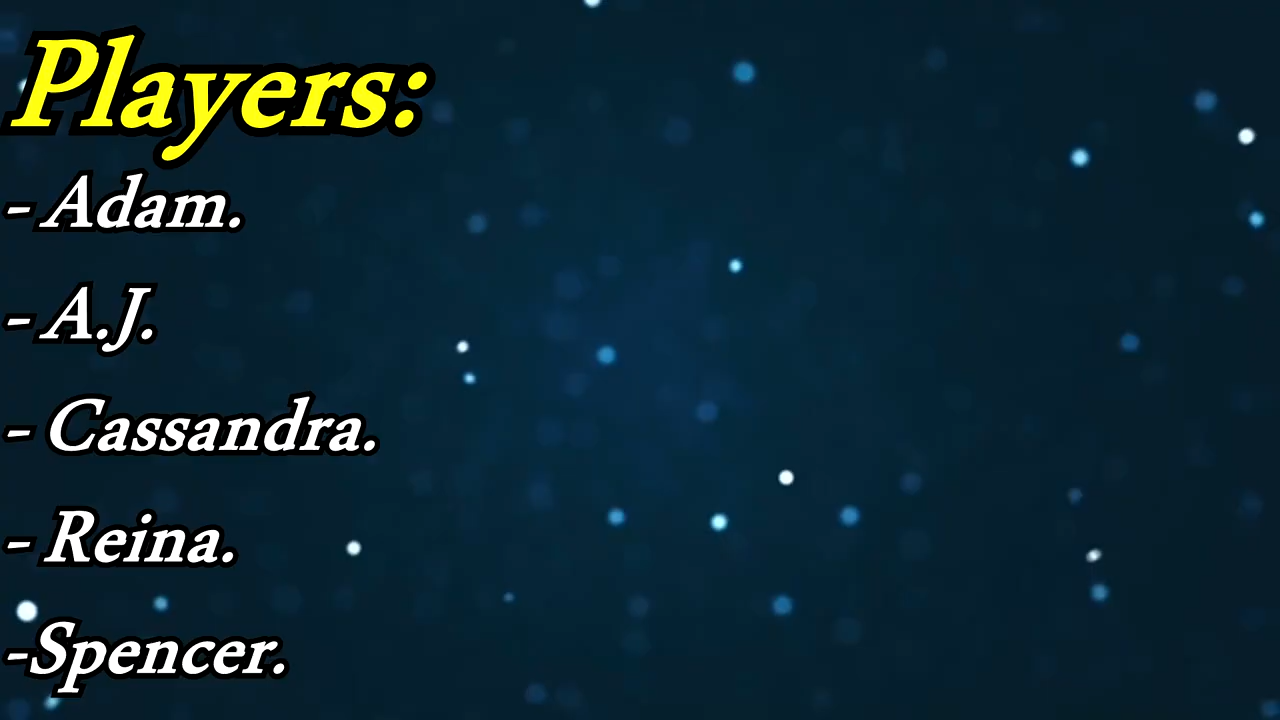 Players:
- Adam.
- A.J.
- Cassandra.
- Reina.
-Spencer.